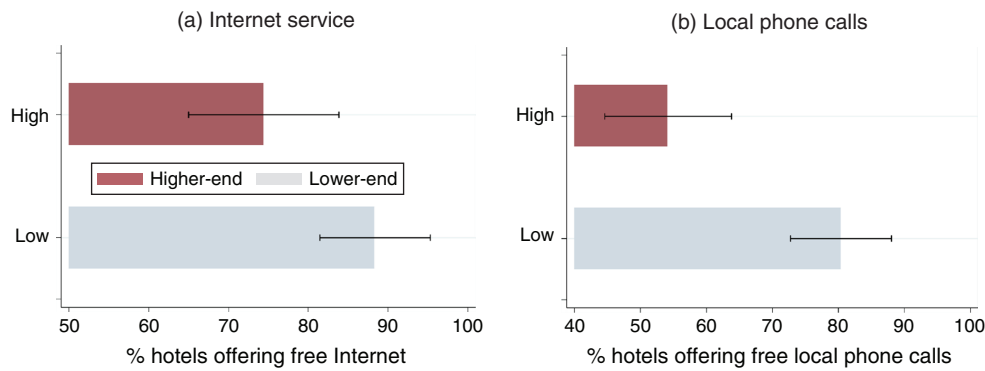 (a) Internet service
High
Higher-end
Lower-end
Low
50 60 70 80 90 100
% hotels offering free Internet
(b) Local phone calls
High
Low
40 50 60 70 80 90 100
% hotels offering free local phone calls